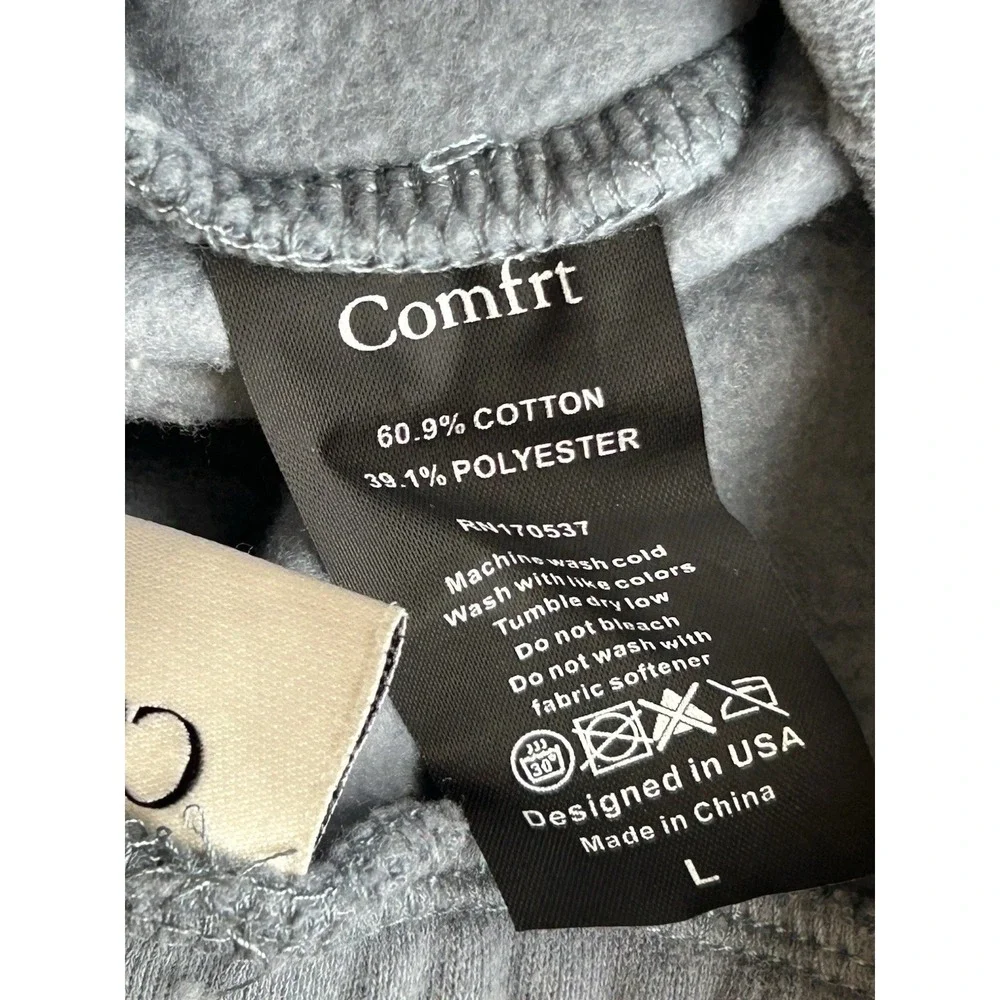 Comfrt
60.9% COTTON
39.1% POLYESTER
RN170537
Machine wash cold
Wash with like colors
Tumble dry low
Do not bleach
Do not wash with
fabric softener
30°
Designed in USA
Made in China
L
C